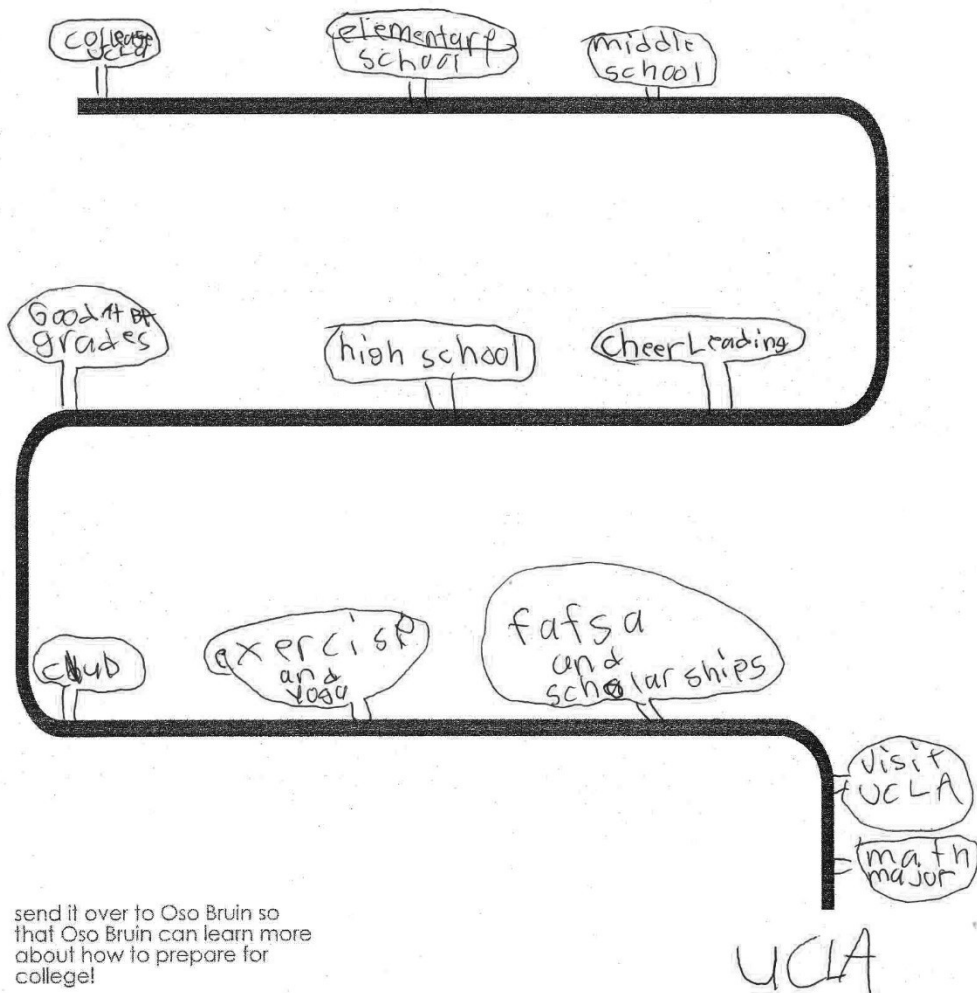 college
UCLA
elementary
school
middle
school
Good
grades
high school
cheerLeading
club
exercise
and
yoga
fafsa
and
scholarships
visit
UCLA
math
major
send it over to Oso Bruin so
that Oso Bruin can learn more
about how to prepare for
college!
UCLA